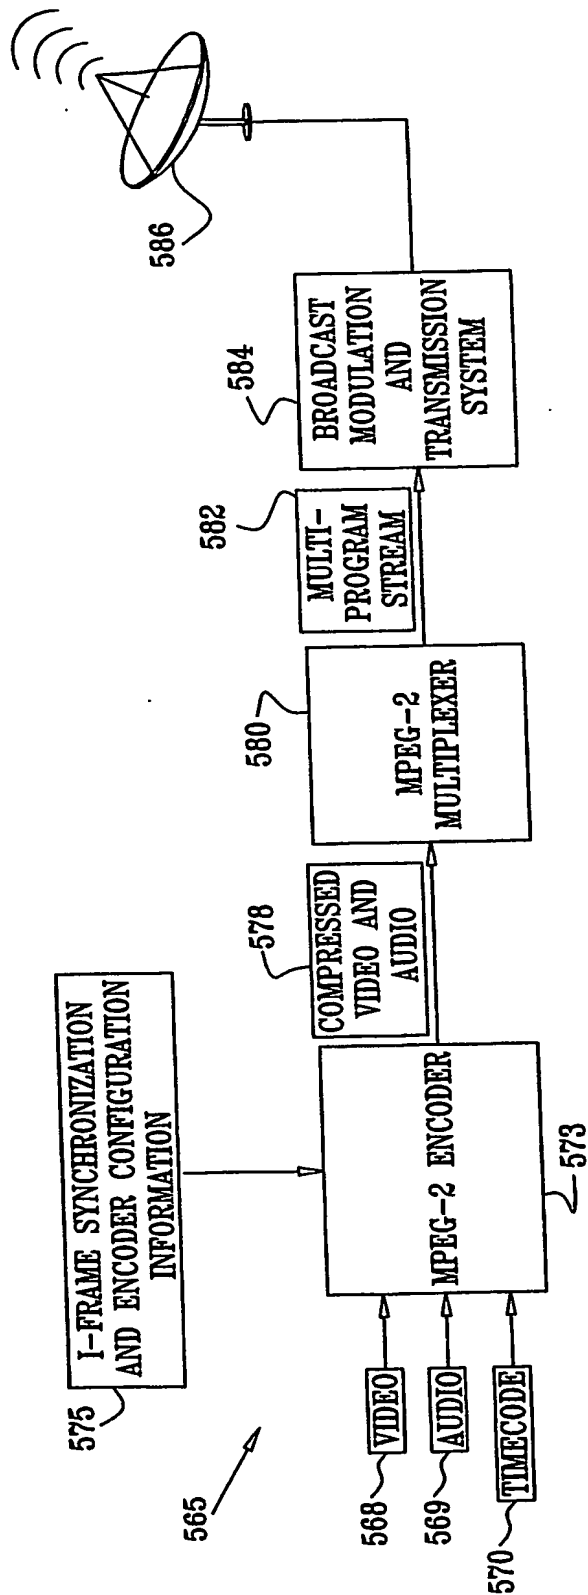 575
I-FRAME SYNCHRONIZATION
AND ENCODER CONFIGURATION
INFORMATION
565
568
VIDEO
569
AUDIO
570
TIMECODE
MPEG-2 ENCODER
573
578
COMPRESSED
VIDEO AND
AUDIO
580
MPEG-2
MULTIPLEXER
582
MULTI-
PROGRAM
STREAM
584
BROADCAST
MODULATION
AND
TRANSMISSION
SYSTEM
586